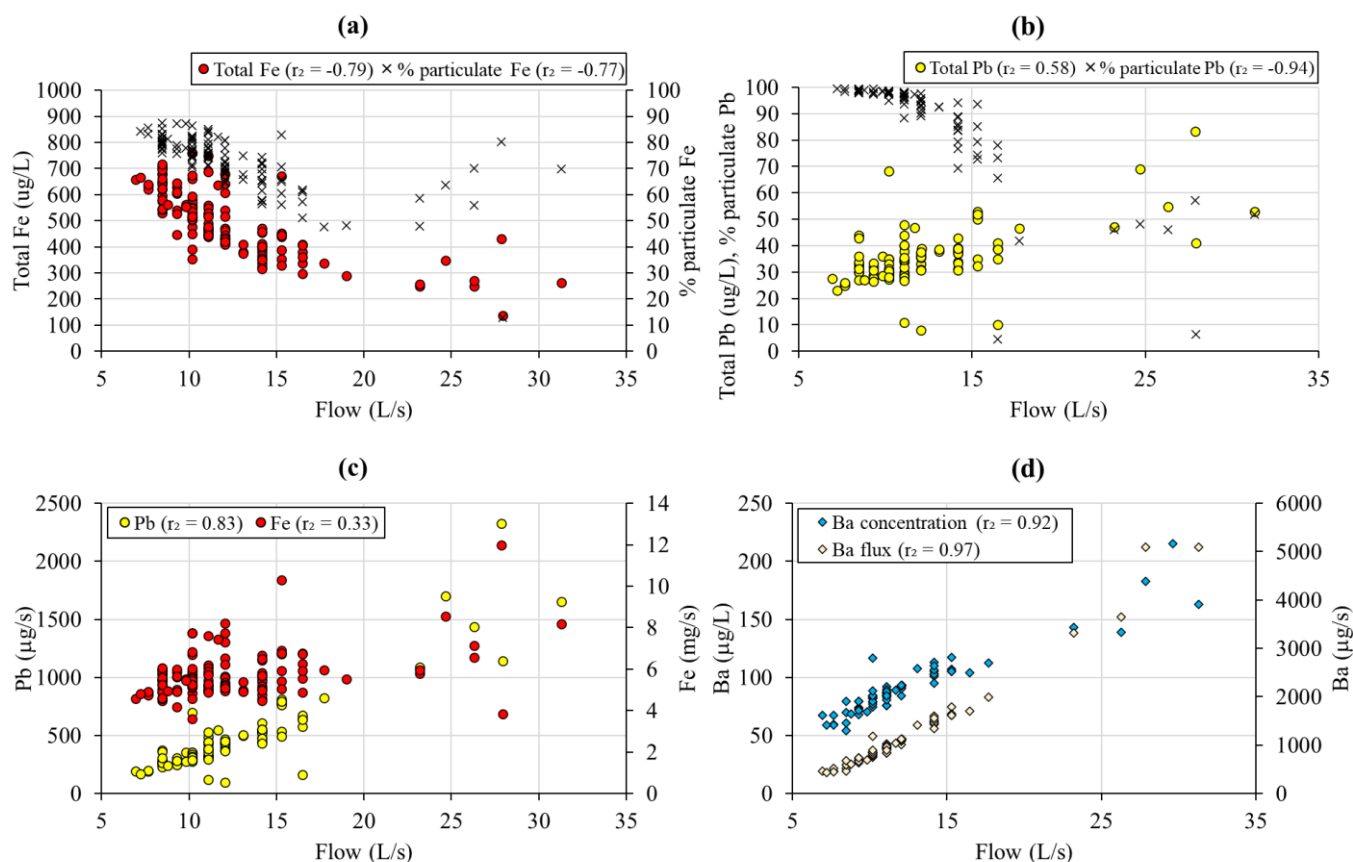 (a)
Total Fe (r₂ = -0.79) × % particulate Fe (r₂ = -0.77)
1000
900
800
700
600
500
400
300
200
100
0
Total Fe (ug/L)
100
90
80
70
60
50
40
30
20
10
0
% particulate Fe
5 10 15 20 25 30 35
Flow (L/s)
(b)
Total Pb (r₂ = 0.58) × % particulate Pb (r₂ = -0.94)
100
90
80
70
60
50
40
30
20
10
0
Total Pb (ug/L), % particulate Pb
5 15 25 35
Flow (L/s)
(c)
Pb (r₂ = 0.83) Fe (r₂ = 0.33)
2500
2000
1500
1000
500
0
Pb (µg/s)
14
12
10
8
6
4
2
0
Fe (mg/s)
5 10 15 20 25 30 35
Flow (L/s)
(d)
Ba concentration (r₂ = 0.92)
Ba flux (r₂ = 0.97)
250
200
150
100
50
0
Ba (µg/L)
6000
5000
4000
3000
2000
1000
0
Ba (µg/s)
5 15 25 35
Flow (L/s)